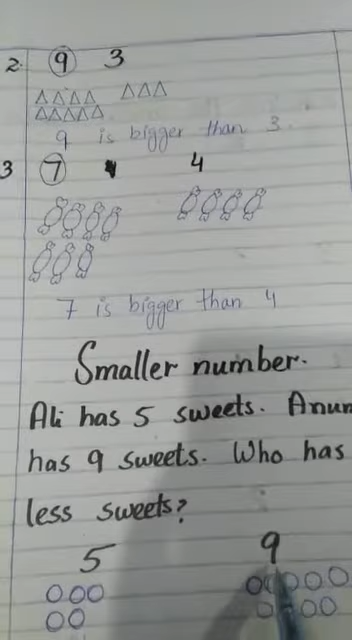 2. 9 3
9 is bigger than 3.
3 7 4
7 is bigger than 4
Smaller number.
Ali has 5 sweets.
has 9 sweets. Who has
less sweets?
5 9